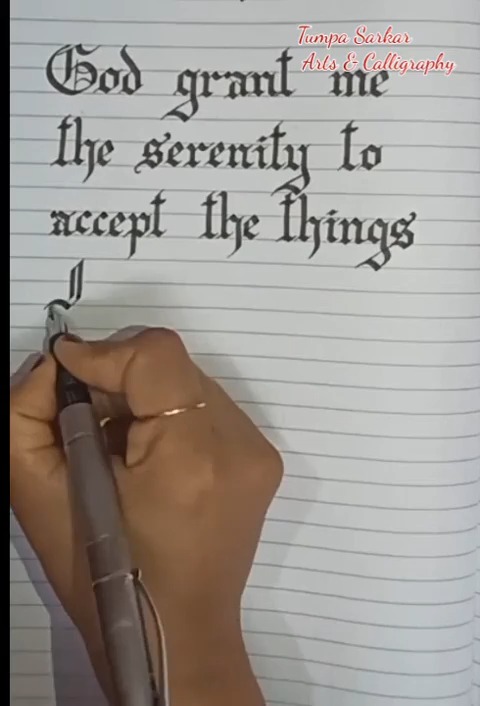 Tumpa Sarkar
Arts & Calligraphy
God grant me
the serenity to
accept the things
I